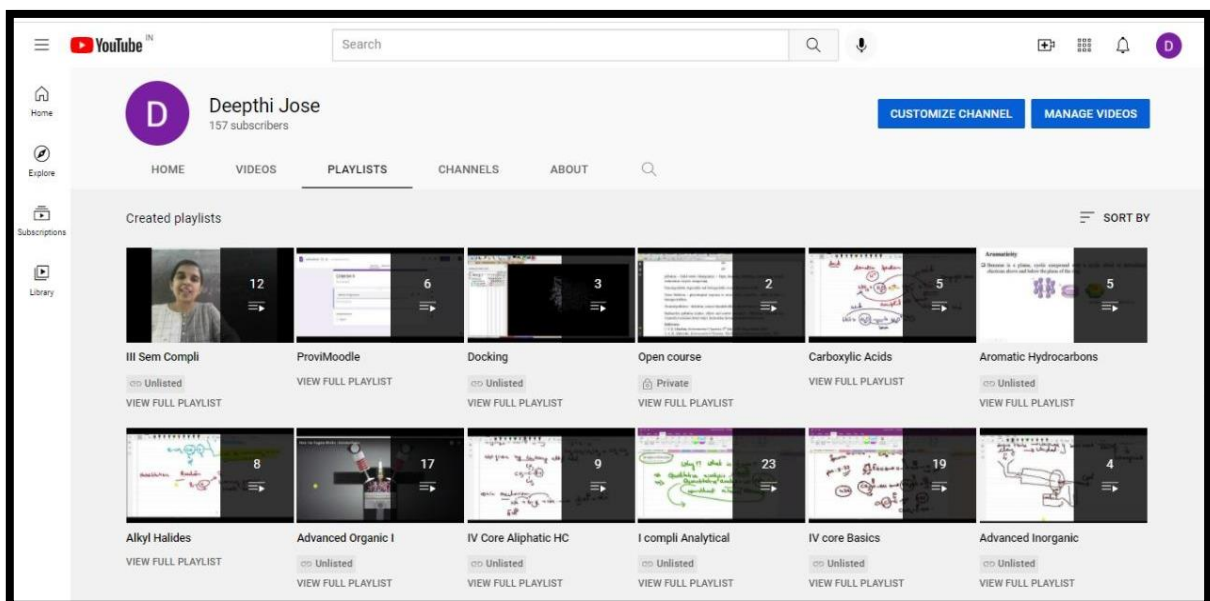 YouTube IN
Search
D
Home
Explore
Subscriptions
Library
D
Deepthi Jose
157 subscribers
CUSTOMIZE CHANNEL
MANAGE VIDEOS
HOME VIDEOS PLAYLISTS CHANNELS ABOUT
Created playlists
SORT BY
12
6
3
2
5
Aromaticity
5
III Sem Compli
Unlisted
VIEW FULL PLAYLIST
ProviMoodle
VIEW FULL PLAYLIST
Docking
Unlisted
VIEW FULL PLAYLIST
Open course
Private
VIEW FULL PLAYLIST
Carboxylic Acids
VIEW FULL PLAYLIST
Aromatic Hydrocarbons
Unlisted
VIEW FULL PLAYLIST
8
17
9
23
19
4
Alkyl Halides
VIEW FULL PLAYLIST
Advanced Organic I
Unlisted
VIEW FULL PLAYLIST
IV Core Aliphatic HC
Unlisted
VIEW FULL PLAYLIST
I compli Analytical
Unlisted
VIEW FULL PLAYLIST
IV core Basics
Unlisted
VIEW FULL PLAYLIST
Advanced Inorganic
Unlisted
VIEW FULL PLAYLIST